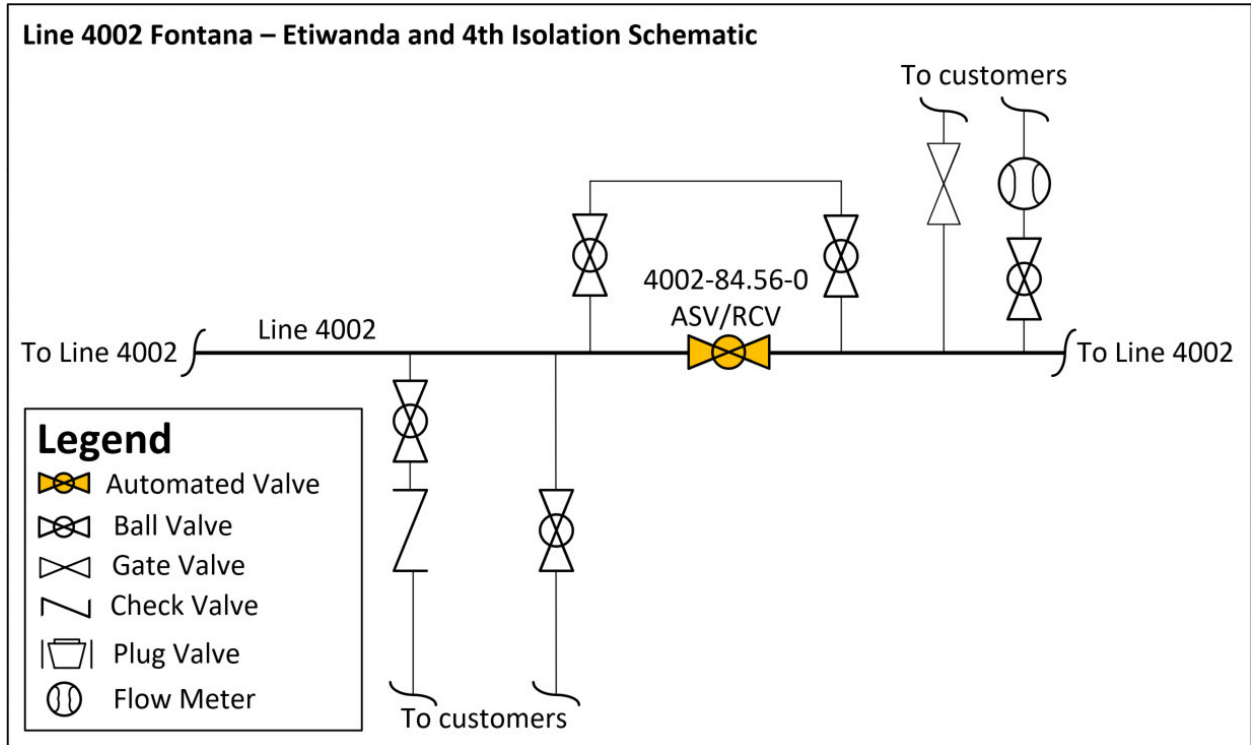 Line 4002 Fontana – Etiwanda and 4th Isolation Schematic
To customers
4002-84.56-0
ASV/RCV
Line 4002
To Line 4002
To Line 4002
Legend
Automated Valve
Ball Valve
Gate Valve
Check Valve
Plug Valve
Flow Meter
To customers